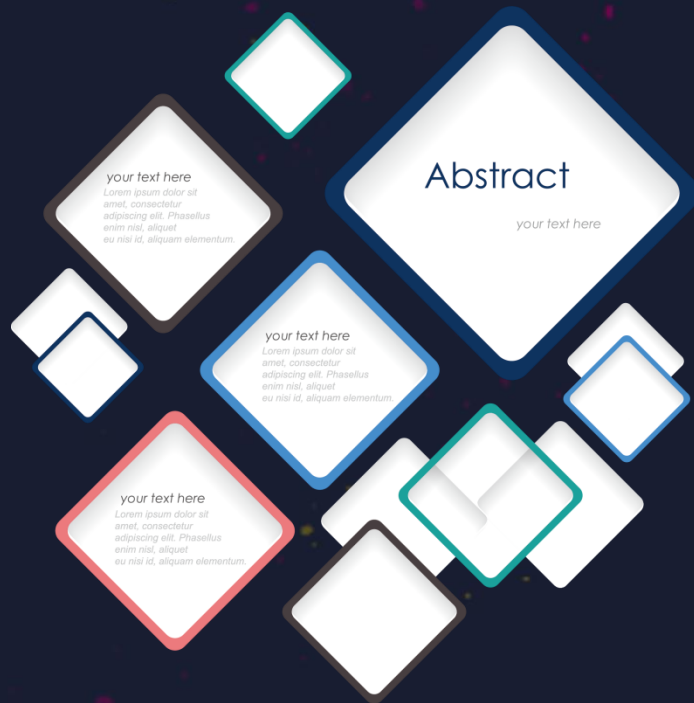 Abstract
your text here
your text here
Lorem ipsum dolor sit
amet, consectetur
adipiscing elit. Phasellus
enim nisl, aliquet
eu nisi id, aliquam elementum.
your text here
Lorem ipsum dolor sit
amet, consectetur
adipiscing elit. Phasellus
enim nisl, aliquet
eu nisi id, aliquam elementum.
your text here
Lorem ipsum dolor sit
amet, consectetur
adipiscing elit. Phasellus
enim nisl, aliquet
eu nisi id, aliquam elementum.